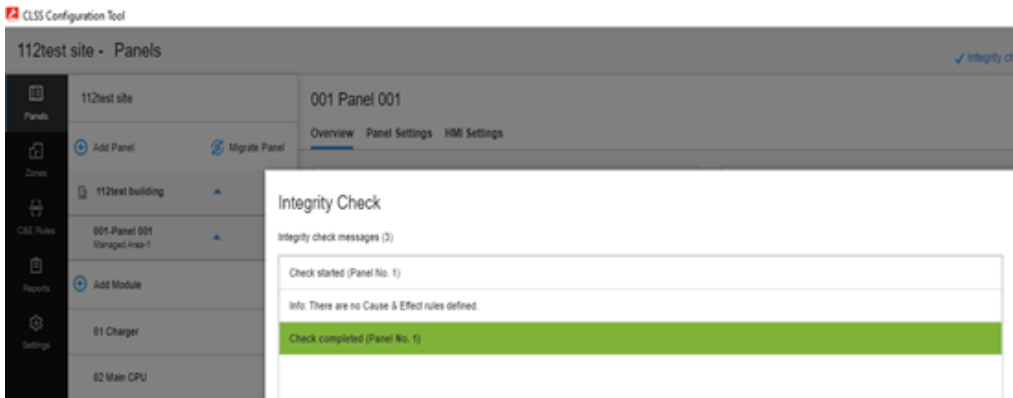 CLSS Configuration Tool
112test site - Panels
Integrity
Panels
112test site
001 Panel 001
Overview Panel Settings HMI Settings
Add Panel Migrate Panel
Zones
112test building
Integrity Check
C&E Rules
001-Panel 001
Managed Area-1
Integrity check messages (3)
Check started (Panel No. 1)
Reports
Add Module
Info: There are no Cause & Effect rules defined.
01 Charger
Check completed (Panel No. 1)
Settings
02 Main CPU